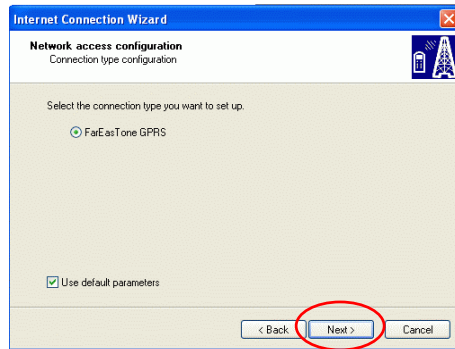 Internet Connection Wizard
Network access configuration
Connection type configuration
Select the connection type you want to set up.
FarEasTone GPRS
Use default parameters
< Back
Next >
Cancel